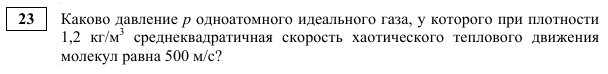 23 Каково давление p одноатомного идеального газа, у которого при плотности
1,2 кг/м³ среднеквадратичная скорость хаотического теплового движения
молекул равна 500 м/с?